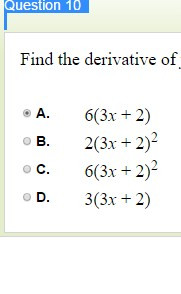 Question 10
Find the derivative of
A. 6(3x + 2)
B. 2(3x + 2)²
C. 6(3x + 2)²
D. 3(3x + 2)